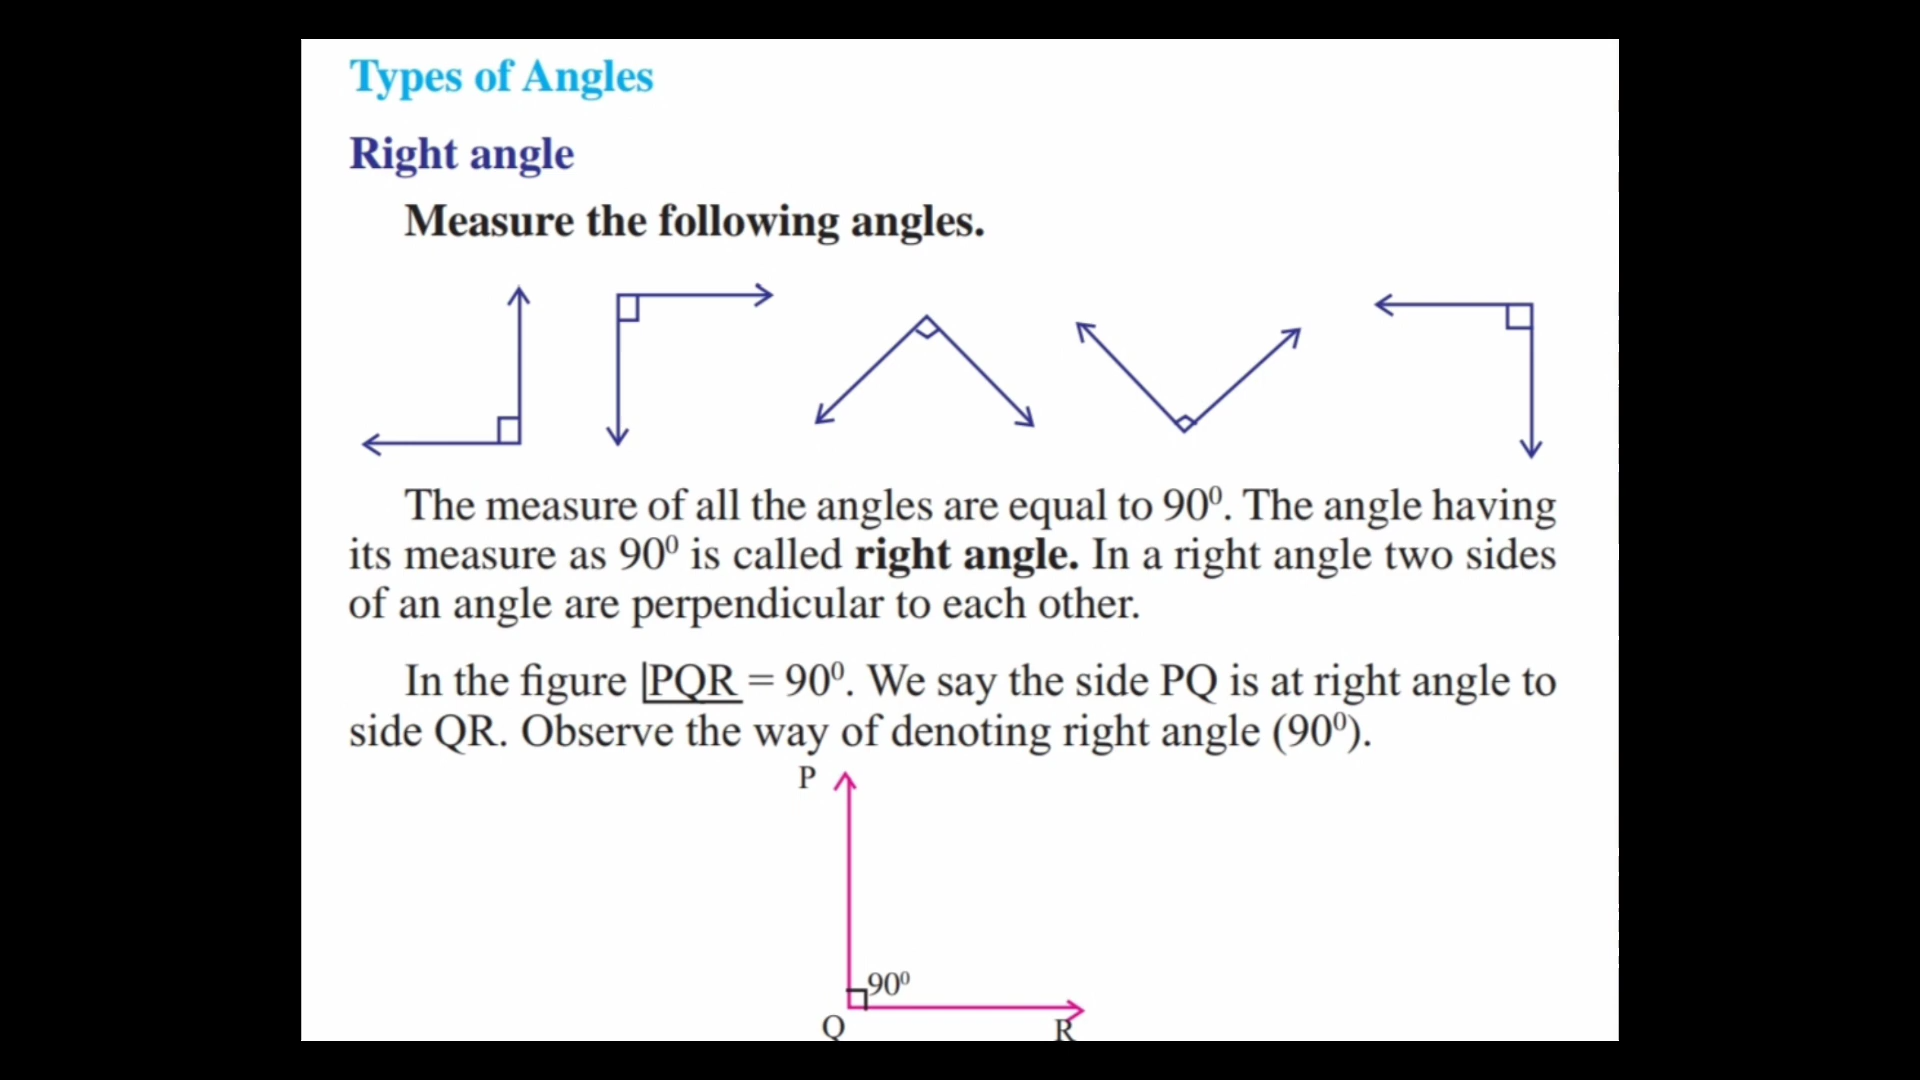 Types of Angles
Right angle
Measure the following angles.
The measure of all the angles are equal to 90⁰. The angle having
its measure as 90⁰ is called right angle. In a right angle two sides
of an angle are perpendicular to each other.
In the figure |PQR = 90⁰. We say the side PQ is at right angle to
side QR. Observe the way of denoting right angle (90⁰).
P
90⁰
Q
R